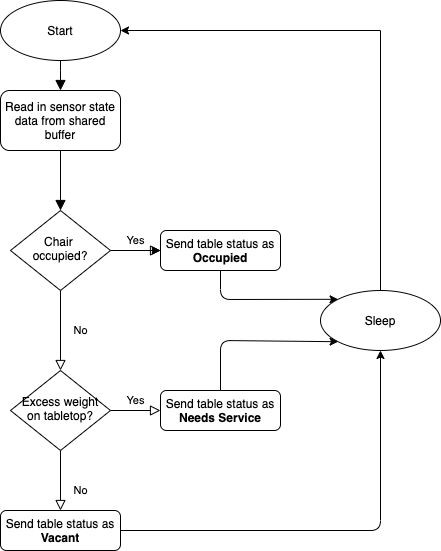 Start
Read in sensor state
data from shared
buffer
Chair
occupied?
Yes
Send table status as
Occupied
No
Sleep
Excess weight
on tabletop?
Yes
Send table status as
Needs Service
No
Send table status as
Vacant